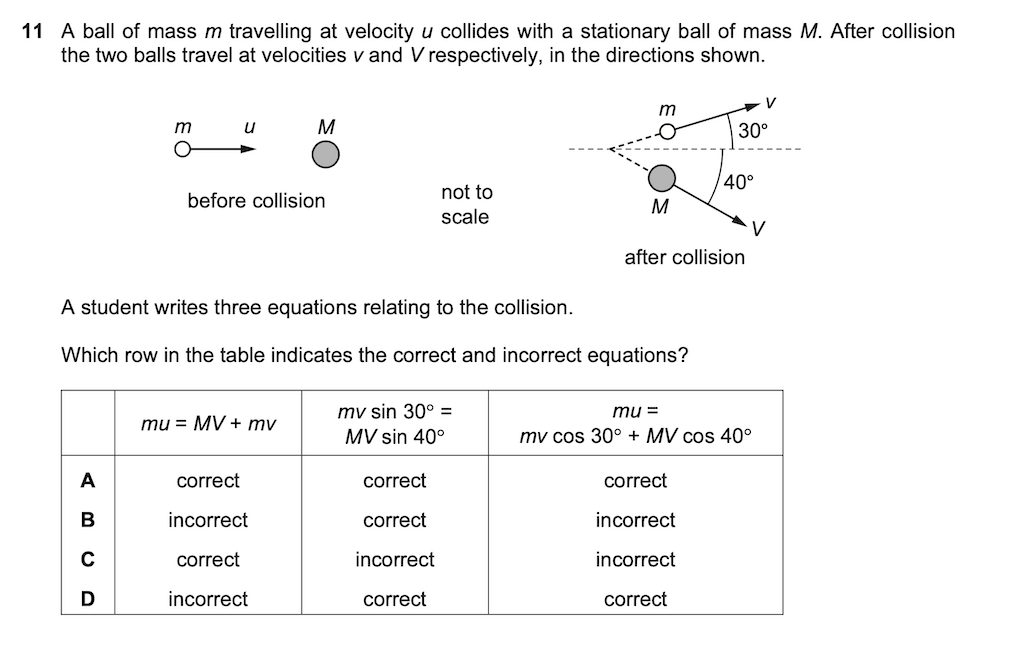 11 A ball of mass m travelling at velocity u collides with a stationary ball of mass M. After collision
the two balls travel at velocities v and V respectively, in the directions shown.
m u M
before collision
not to
scale
m v
30°
40°
M
V
after collision
A student writes three equations relating to the collision.
Which row in the table indicates the correct and incorrect equations?
mu = MV + mv
mv sin 30° =
MV sin 40°
mu =
mv cos 30° + MV cos 40°
A correct correct correct
B incorrect correct incorrect
C correct incorrect incorrect
D incorrect correct correct